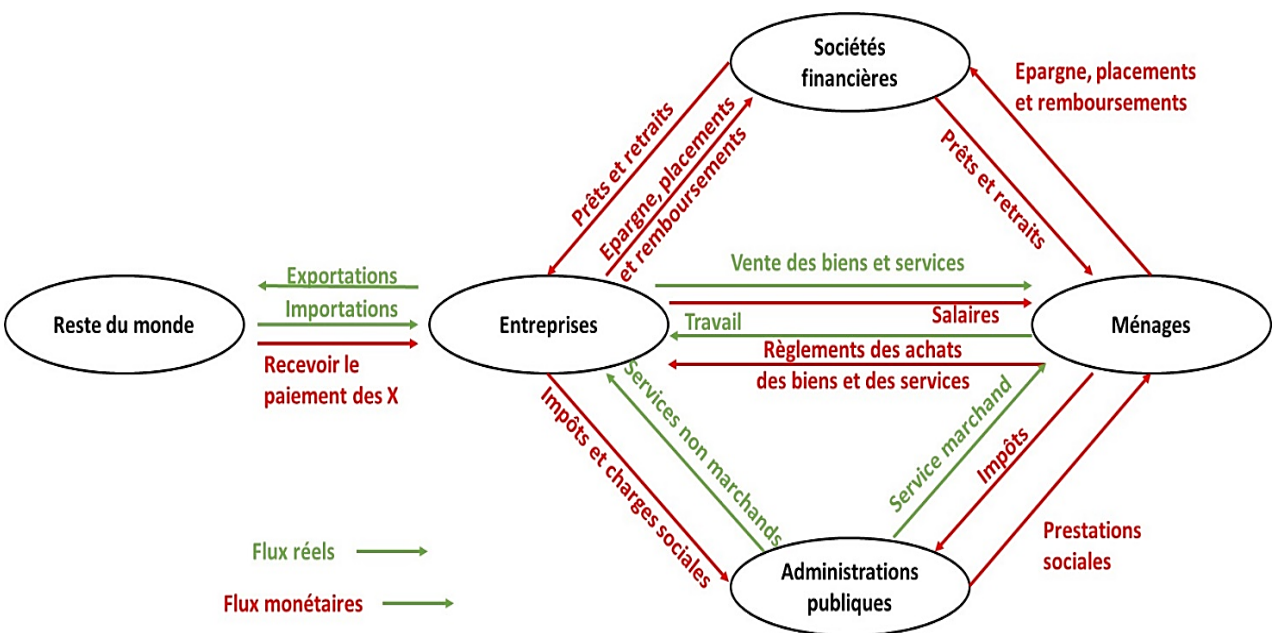 Sociétés
financières
Epargne, placements
et remboursements
Prêts et retraits
Epargne, placements
et remboursements
Prêts et retraits
Exportations
Importations
Recevoir le
paiement des X
Reste du monde
Entreprises
Ménages
Vente des biens et services
Salaires
Travail
Règlements des achats
des biens et des services
Impôts et charges sociales
Services non marchands
Service marchand
Impôts
Prestations
sociales
Administrations
publiques
Flux réels
Flux monétaires